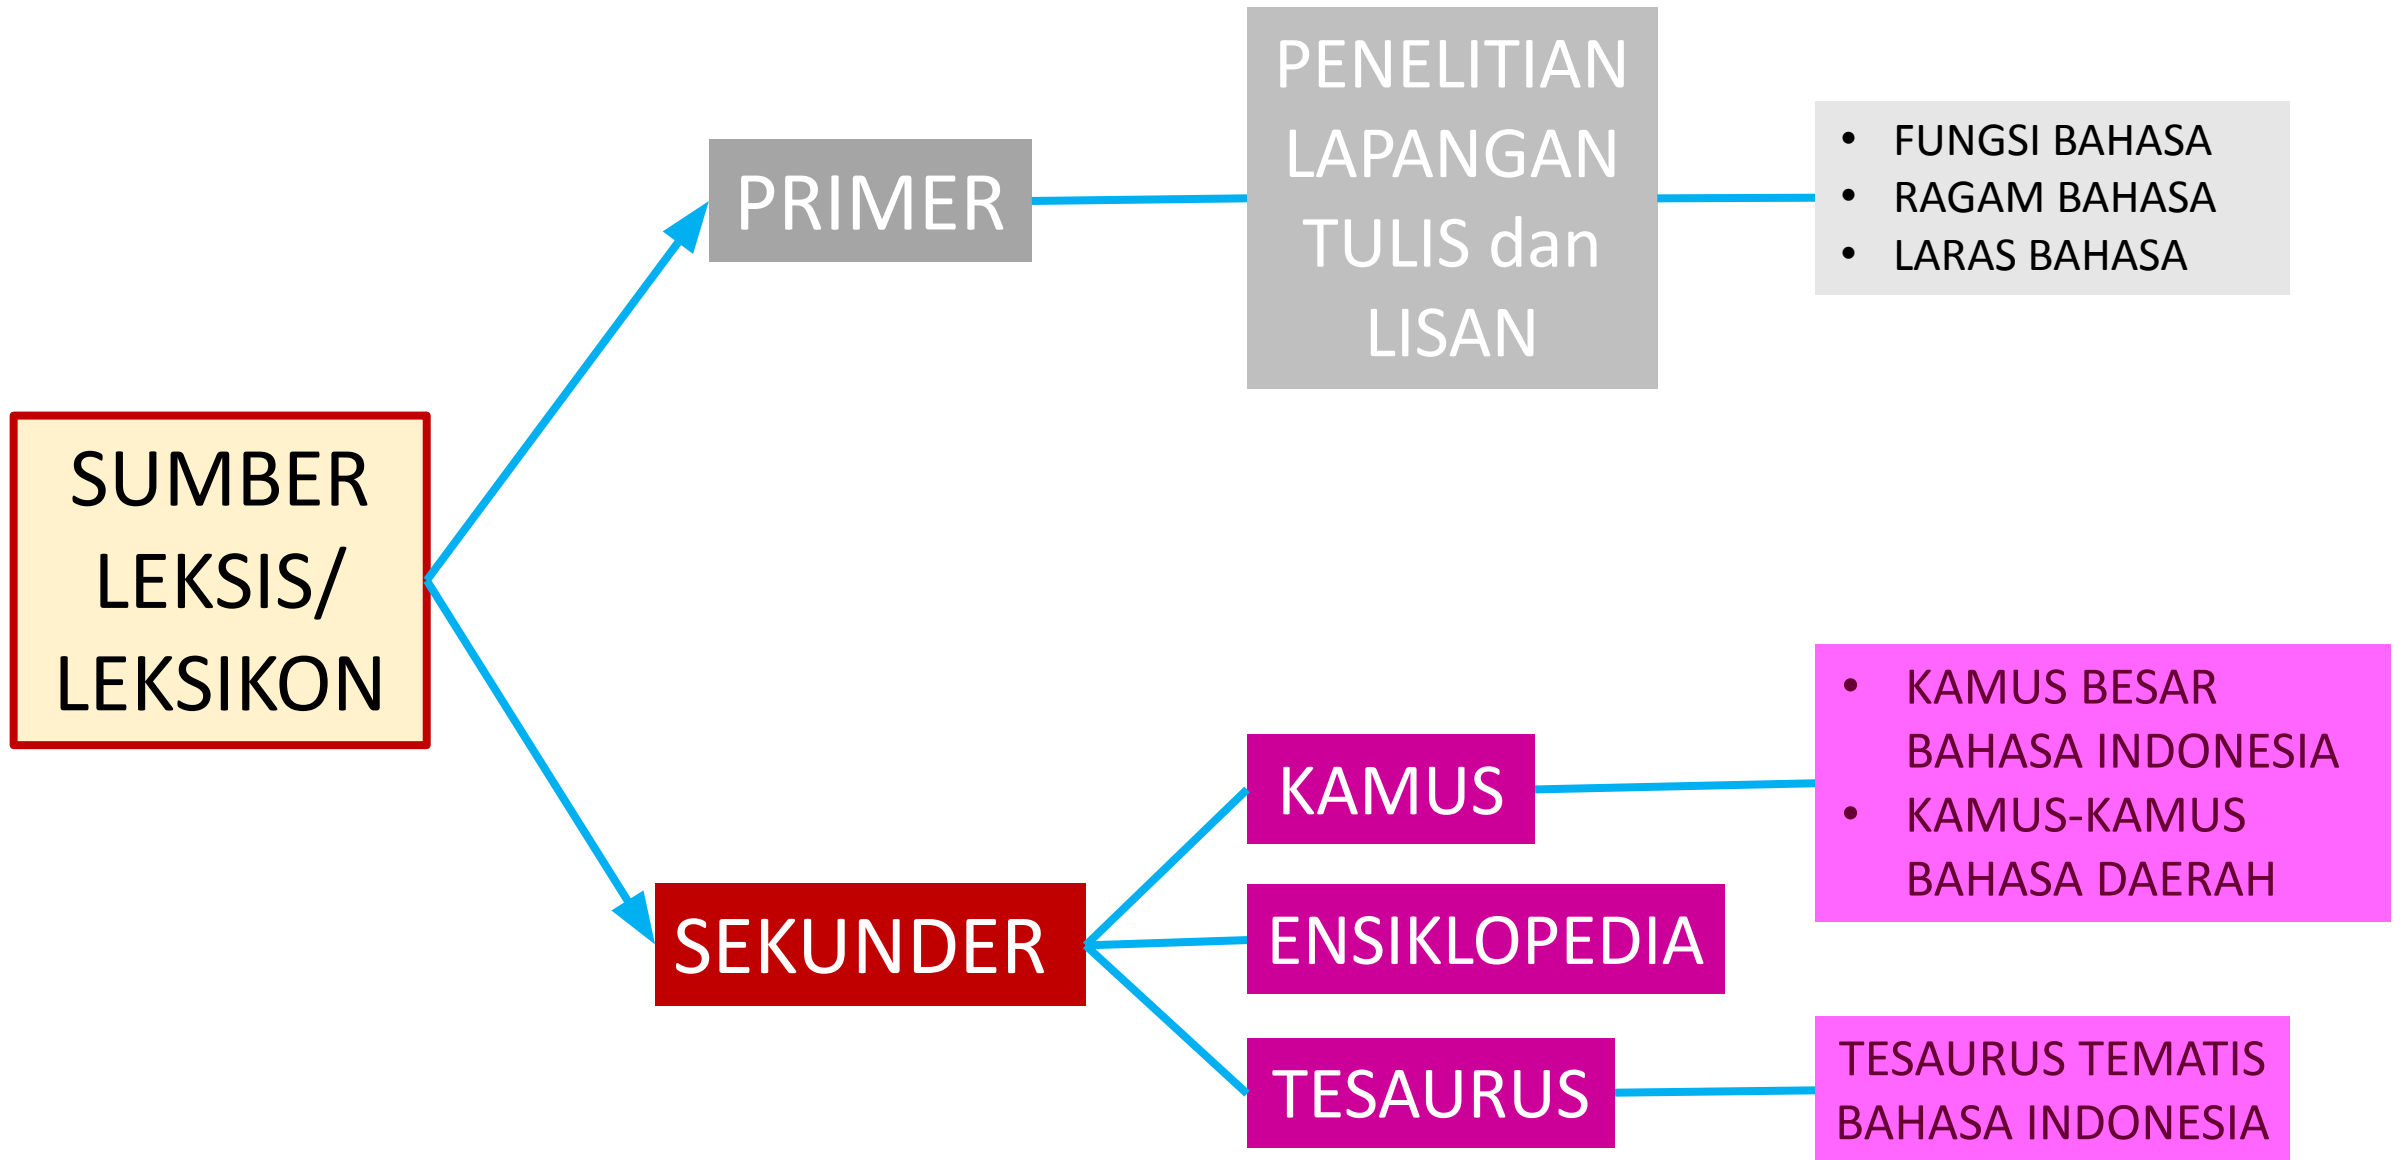 SUMBER
LEKSIS/
LEKSIKON
PRIMER
PENELITIAN
LAPANGAN
TULIS dan
LISAN
• FUNGSI BAHASA
• RAGAM BAHASA
• LARAS BAHASA
SEKUNDER
KAMUS
• KAMUS BESAR
BAHASA INDONESIA
• KAMUS-KAMUS
BAHASA DAERAH
ENSIKLOPEDIA
TESAURUS
TESAURUS TEMATIS
BAHASA INDONESIA